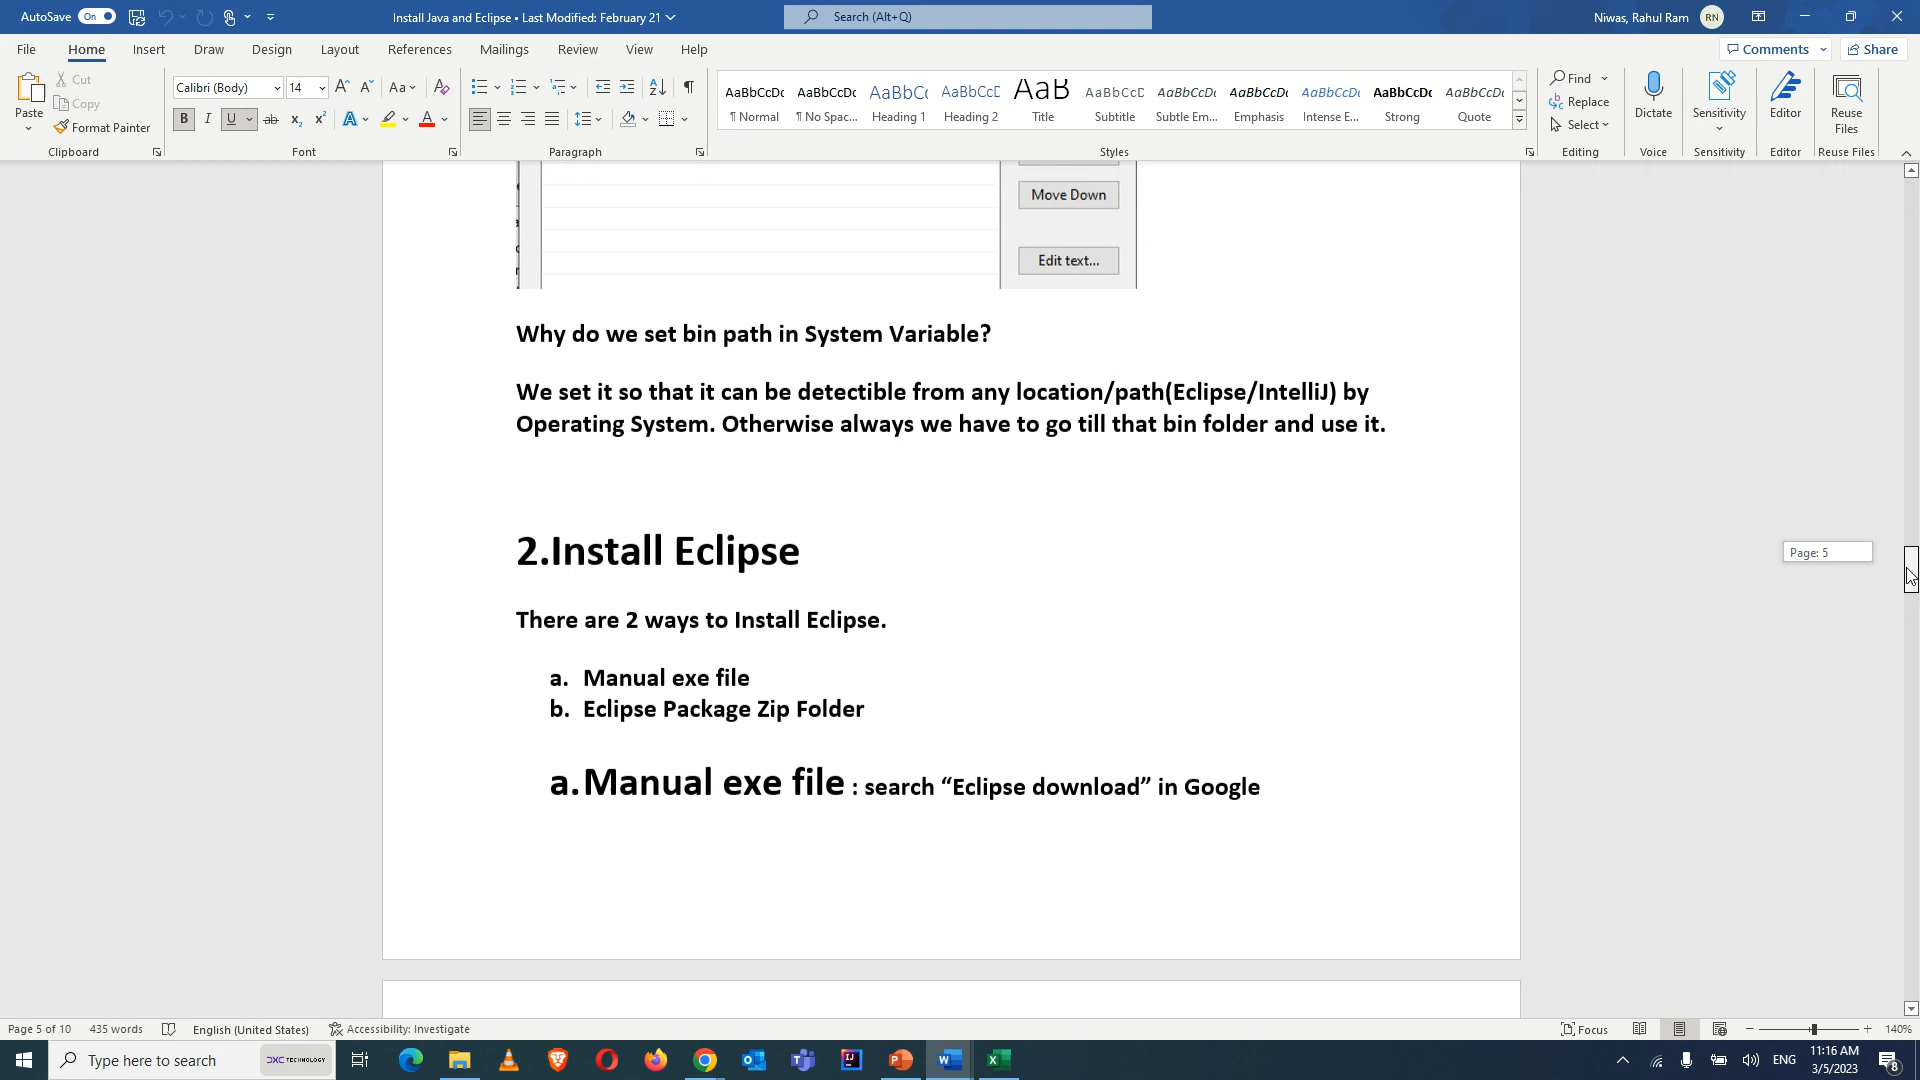 AutoSave On
Install Java and Eclipse • Last Modified: February 21
Search (Alt+Q)
Niwas, Rahul Ram RN
File Home Insert Draw Design Layout References Mailings Review View Help
Comments Share
Paste
Cut
Copy
Format Painter
Calibri (Body) 14
Aa
B I U ab x₂ x² A A
AaBbCcDc AaBbCcDc AaBbCc AaBbCcD AaB AaBbCcD AaBbCcDc AaBbCcDc AaBbCcDc AaBbCcDc AaBbCcDc
¶ Normal ¶ No Spac... Heading 1 Heading 2 Title Subtitle Subtle Em... Emphasis Intense E... Strong Quote
Find
Replace
Select
Dictate
Sensitivity
Editor
Reuse
Files
Clipboard Font Paragraph Styles Editing Voice Sensitivity Editor Reuse Files
Move Down
Edit text...
Why do we set bin path in System Variable?
We set it so that it can be detectible from any location/path(Eclipse/IntelliJ) by
Operating System. Otherwise always we have to go till that bin folder and use it.
2.Install Eclipse
Page: 5
There are 2 ways to Install Eclipse.
a. Manual exe file
b. Eclipse Package Zip Folder
a.Manual exe file : search “Eclipse download” in Google
Page 5 of 10 435 words English (United States) Accessibility: Investigate
Focus 140%
Type here to search
DXC TECHNOLOGY
ENG
11:16 AM
3/5/2023
8